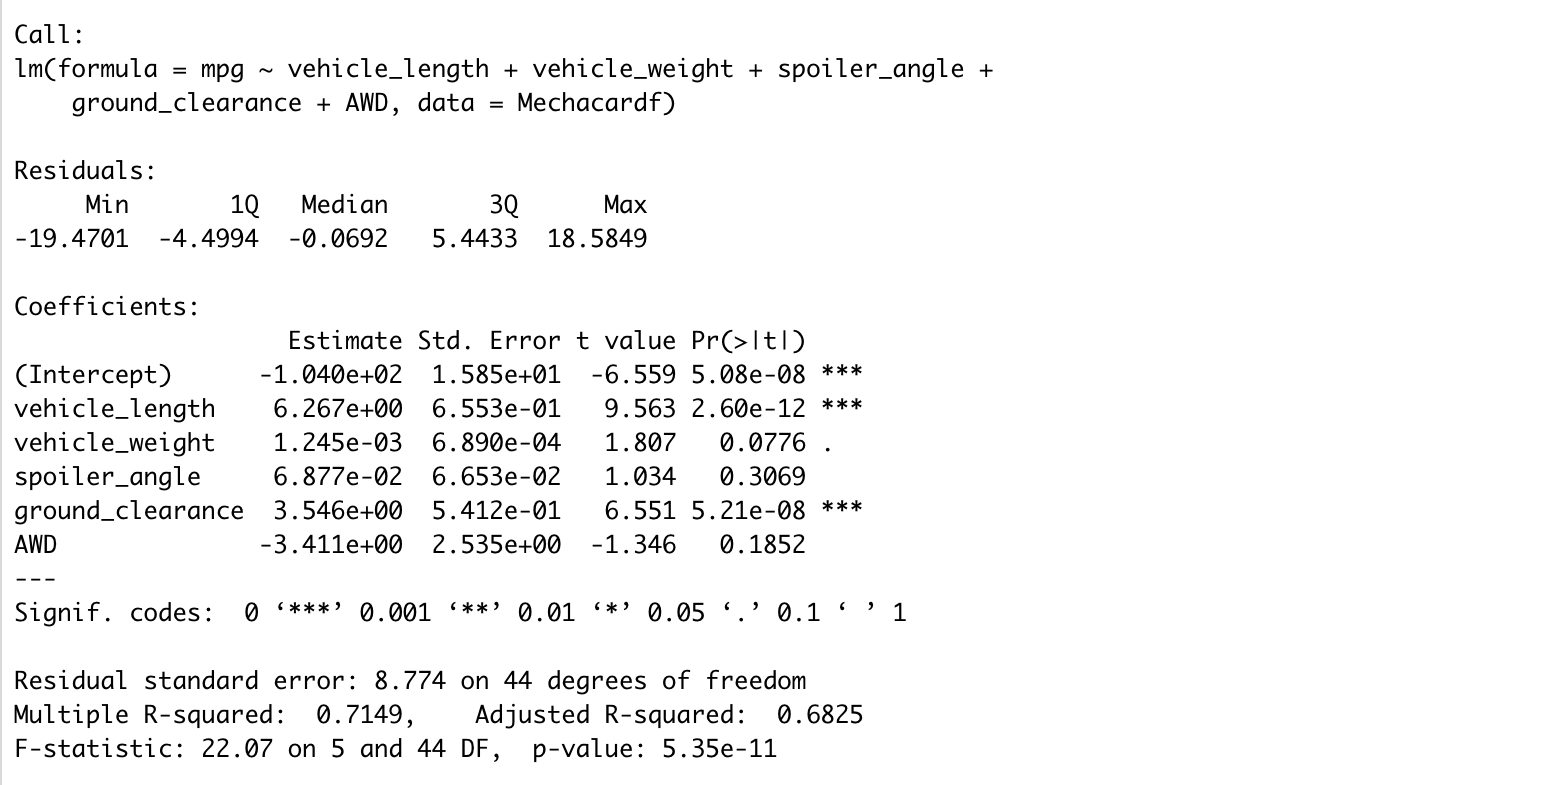 Call:
lm(formula = mpg ~ vehicle_length + vehicle_weight + spoiler_angle +
    ground_clearance + AWD, data = Mechacardf)

Residuals:
     Min       1Q   Median       3Q      Max
-19.4701  -4.4994  -0.0692   5.4433  18.5849

Coefficients:
                   Estimate Std. Error t value Pr(>|t|)
(Intercept)      -1.040e+02  1.585e+01  -6.559 5.08e-08 ***
vehicle_length    6.267e+00  6.553e-01   9.563 2.60e-12 ***
vehicle_weight    1.245e-03  6.890e-04   1.807   0.0776 .
spoiler_angle     6.877e-02  6.653e-02   1.034   0.3069
ground_clearance  3.546e+00  5.412e-01   6.551 5.21e-08 ***
AWD              -3.411e+00  2.535e+00  -1.346   0.1852
---
Signif. codes:  0 ‘***’ 0.001 ‘**’ 0.01 ‘*’ 0.05 ‘.’ 0.1 ‘ ’ 1

Residual standard error: 8.774 on 44 degrees of freedom
Multiple R-squared:  0.7149,    Adjusted R-squared:  0.6825
F-statistic: 22.07 on 5 and 44 DF,  p-value: 5.35e-11